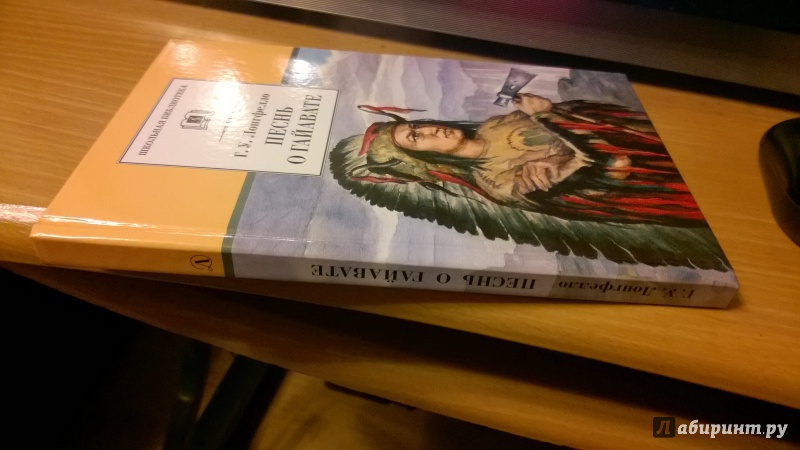 ШКОЛЬНАЯ БИБЛИОТЕКА
Г. У. Лонгфелло
ПЕСНЬ
О ГАЙАВАТЕ
Г. У. Лонгфелло
ПЕСНЬ О ГАЙАВАТЕ
Лабиринт.ру